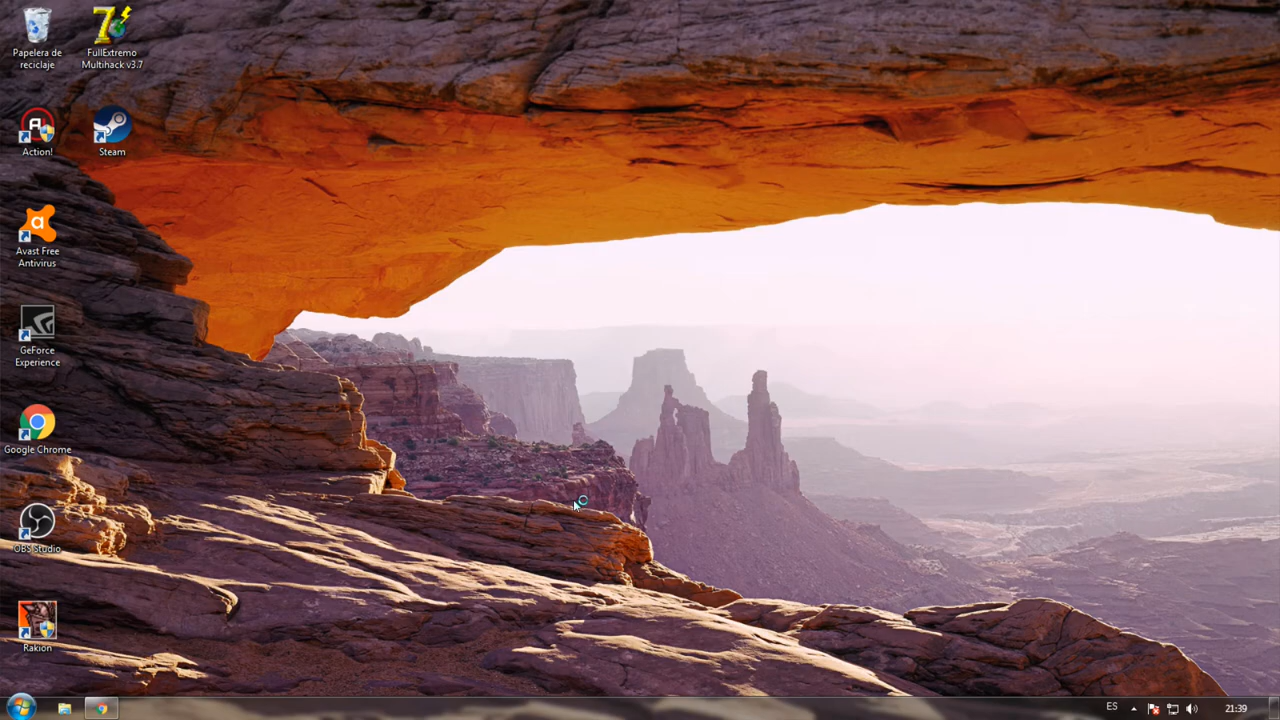 Papelera de
reciclaje
FullExtremo
Multihack v3.7
Action!
Steam
Avast Free
Antivirus
GeForce
Experience
Google Chrome
OBS Studio
Rakion
ES
21:39